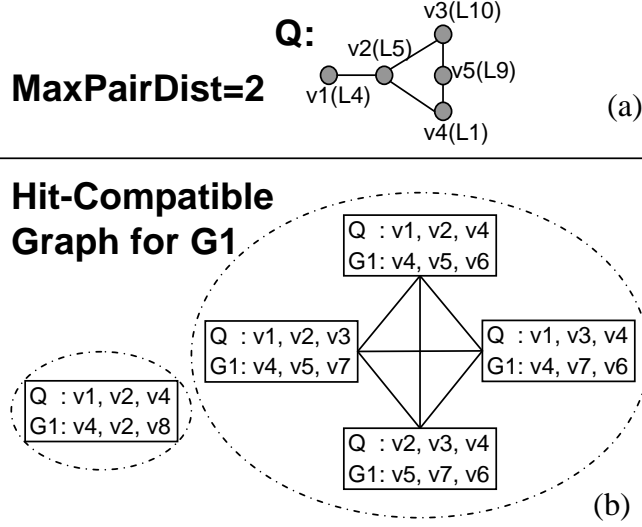 v3(L10)
Q:
v2(L5)
v5(L9)
MaxPairDist=2
v1(L4)
(a)
v4(L1)
Hit-Compatible
Graph for G1
Q : v1, v2, v4
G1: v4, v5, v6
Q : v1, v2, v3
G1: v4, v5, v7
Q : v1, v3, v4
G1: v4, v7, v6
Q : v1, v2, v4
G1: v4, v2, v8
Q : v2, v3, v4
G1: v5, v7, v6
(b)